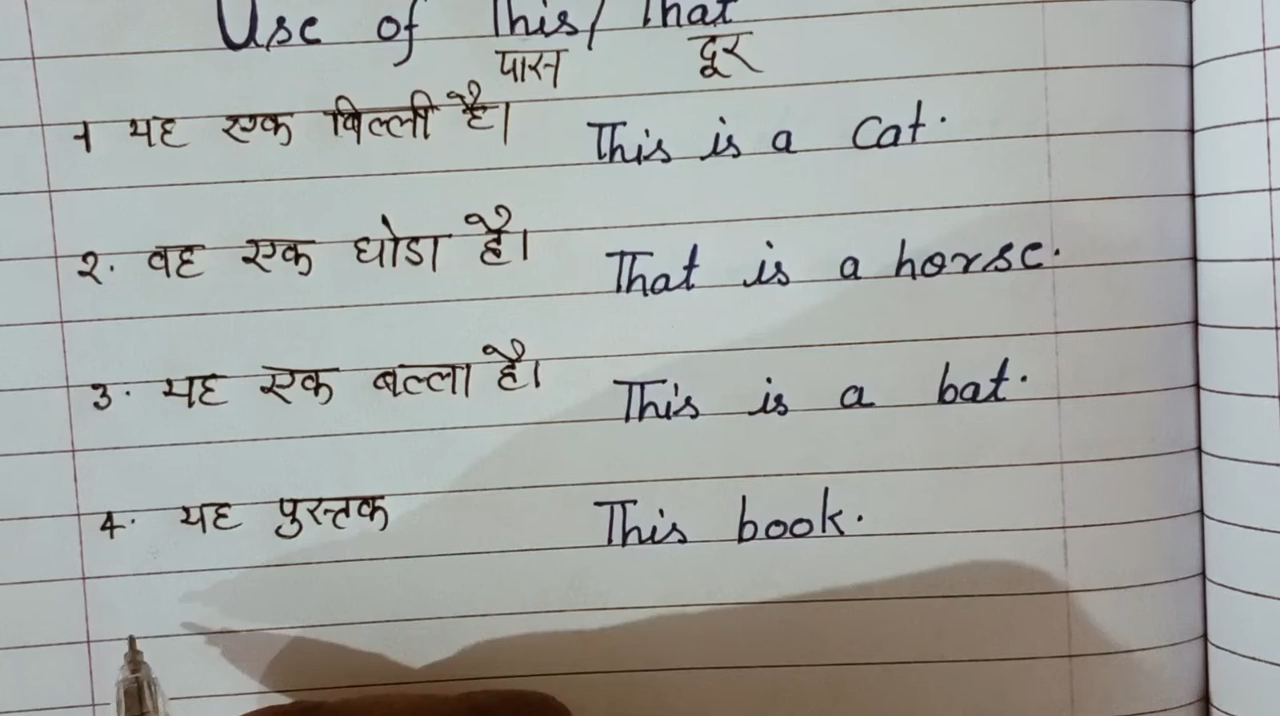 Use of This/That
पास दूर
१ यह एक बिल्ली है। This is a Cat.
२. वह एक घोडा है। That is a horse.
३. यह एक बल्ला है। This is a bat.
४. यह पुस्तक This book.